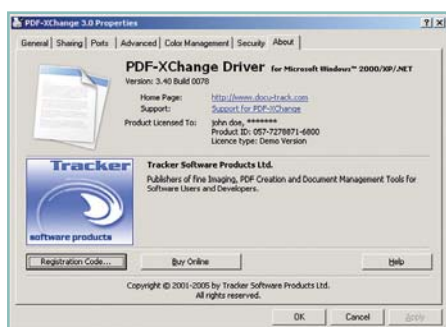 PDF-XChange 3.0 Properties
General Sharing Ports Advanced Color Management Security About
PDF-XChange Driver for Microsoft Windows™ 2000/XP/.NET
Version: 3.40 Build 0078
Home Page: http://www.docu-track.com
Support: Support for PDF-XChange
Product Licensed To: john doe, *******
Product ID: 057-7278871-6800
Licence type: Demo Version
Tracker
software products
Tracker Software Products Ltd.
Publishers of fine Imaging, PDF Creation and Document Management Tools for
Software Users and Developers.
Registration Code... Buy Online Help
Copyright © 2001-2005 by Tracker Software Products Ltd.
All rights reserved.
OK Cancel Apply